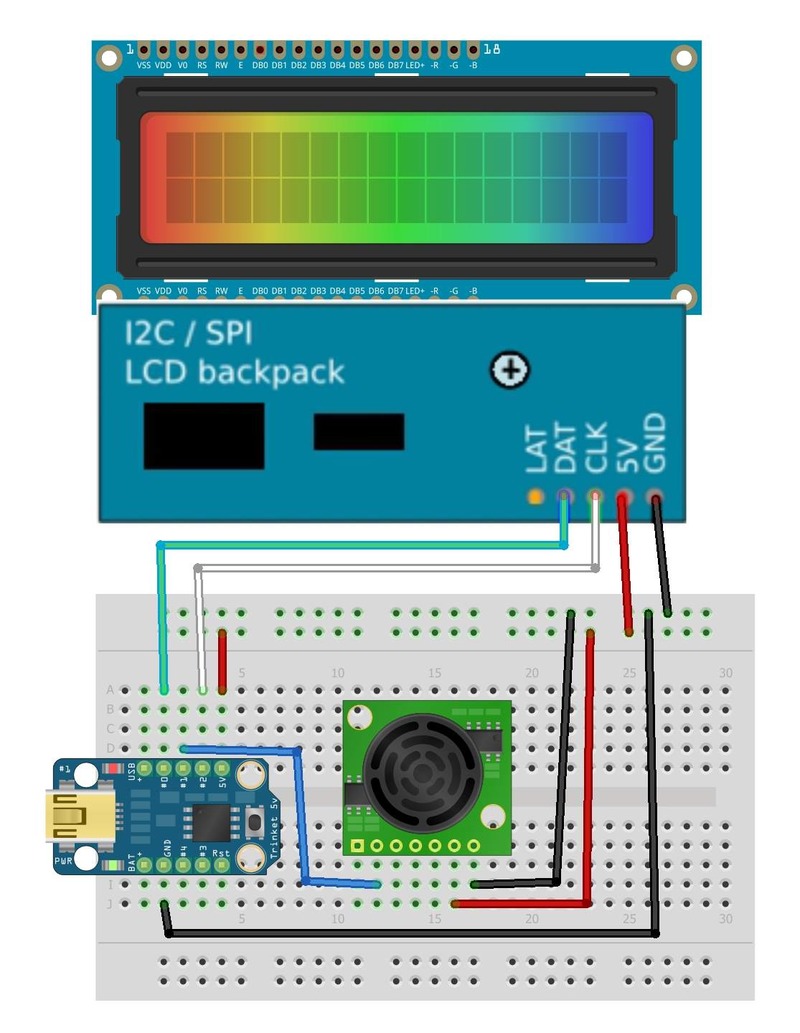 1 18
VSS VDD V0 RS RW E DB0 DB1 DB2 DB3 DB4 DB5 DB6 DB7 LED+ -R -G -B
VSS VDD V0 RS RW E DB0 DB1 DB2 DB3 DB4 DB5 DB6 DB7 LED+ -R -G -B
I2C / SPI
LCD backpack
LAT
DAT
CLK
5V
GND
5 10 15 20 25 30
A
B
C
D
#1
USB
+
#0
#1
#2
5V
Trinket 5v
PWR
BAT
+
GND
#4
#3
Rst
I
J
5 15 20 25 30